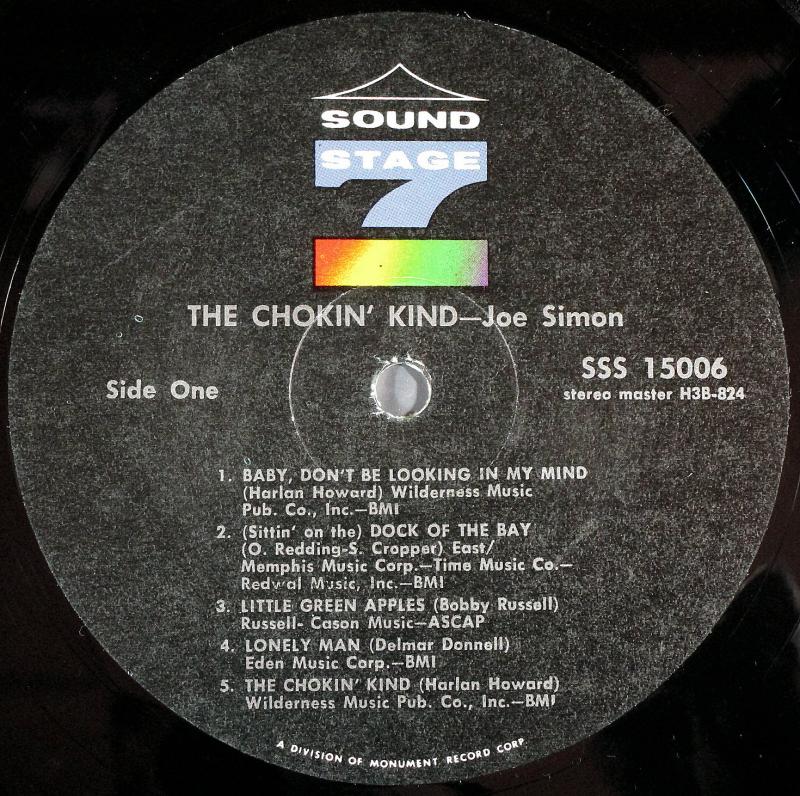 SOUND
STAGE
7
THE CHOKIN' KIND—Joe Simon
Side One
SSS 15006
stereo master H3B-824
1. BABY, DON'T BE LOOKING IN MY MIND
(Harlan Howard) Wilderness Music
Pub. Co., Inc.—BMI
2. (Sittin' on the) DOCK OF THE BAY
(O. Redding-S. Cropper) East/
Memphis Music Corp.—Time Music Co.—
Redwal Music, Inc.—BMI
3. LITTLE GREEN APPLES (Bobby Russell)
Russell- Cason Music—ASCAP
4. LONELY MAN (Delmar Donnell)
Eden Music Corp.—BMI
5. THE CHOKIN' KIND (Harlan Howard)
Wilderness Music Pub. Co., Inc.—BMI
A DIVISION OF MONUMENT RECORD CORP.